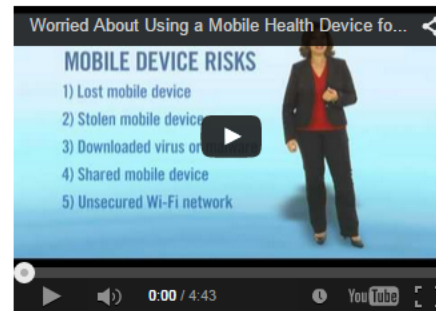 Worried About Using a Mobile Health Device fo...
MOBILE DEVICE RISKS
1) Lost mobile device
2) Stolen mobile device
3) Downloaded virus or malware
4) Shared mobile device
5) Unsecured Wi-Fi network
0:00 / 4:43
YouTube